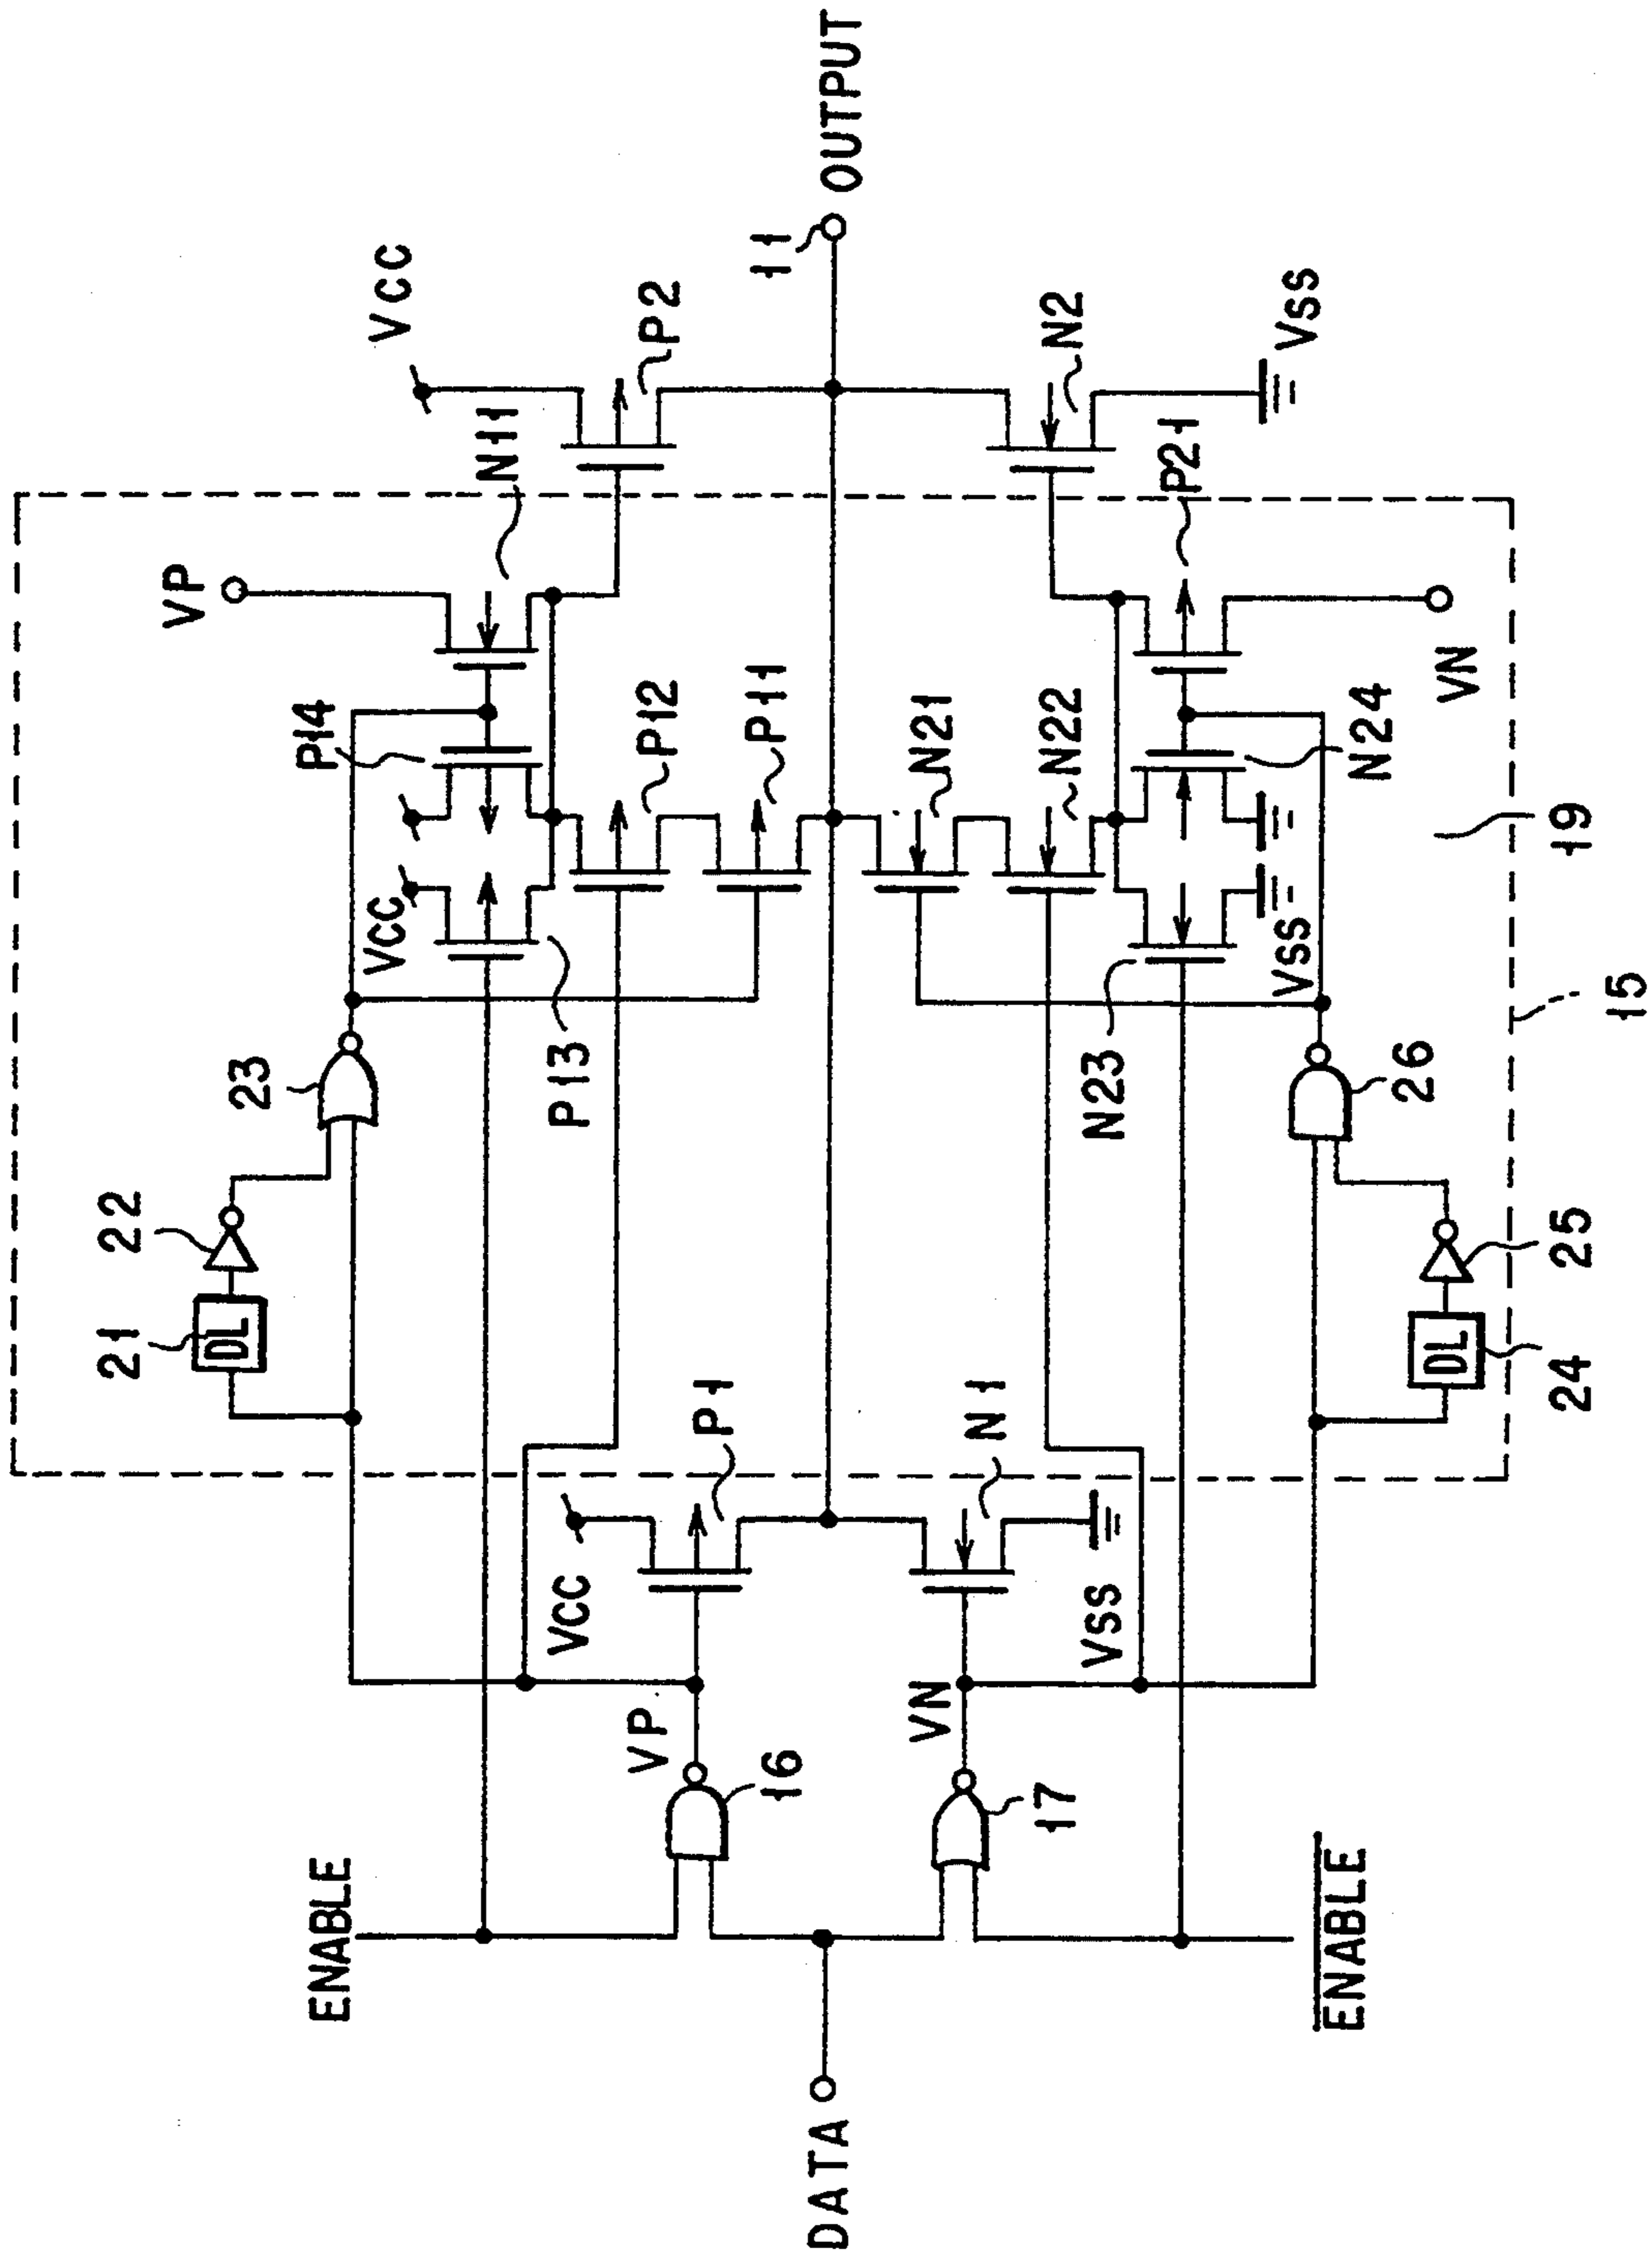 ENABLE
DATA
ENABLE
16
17
VP
VN
VCC
VSS
P1
N1
21
DL
22
23
24
DL
25
26
VCC
P13
P14
P12
P11
N21
N22
N23
N24
VSS
VP
N11
P21
VN
VCC
P2
N2
VSS
11
OUTPUT
19
15